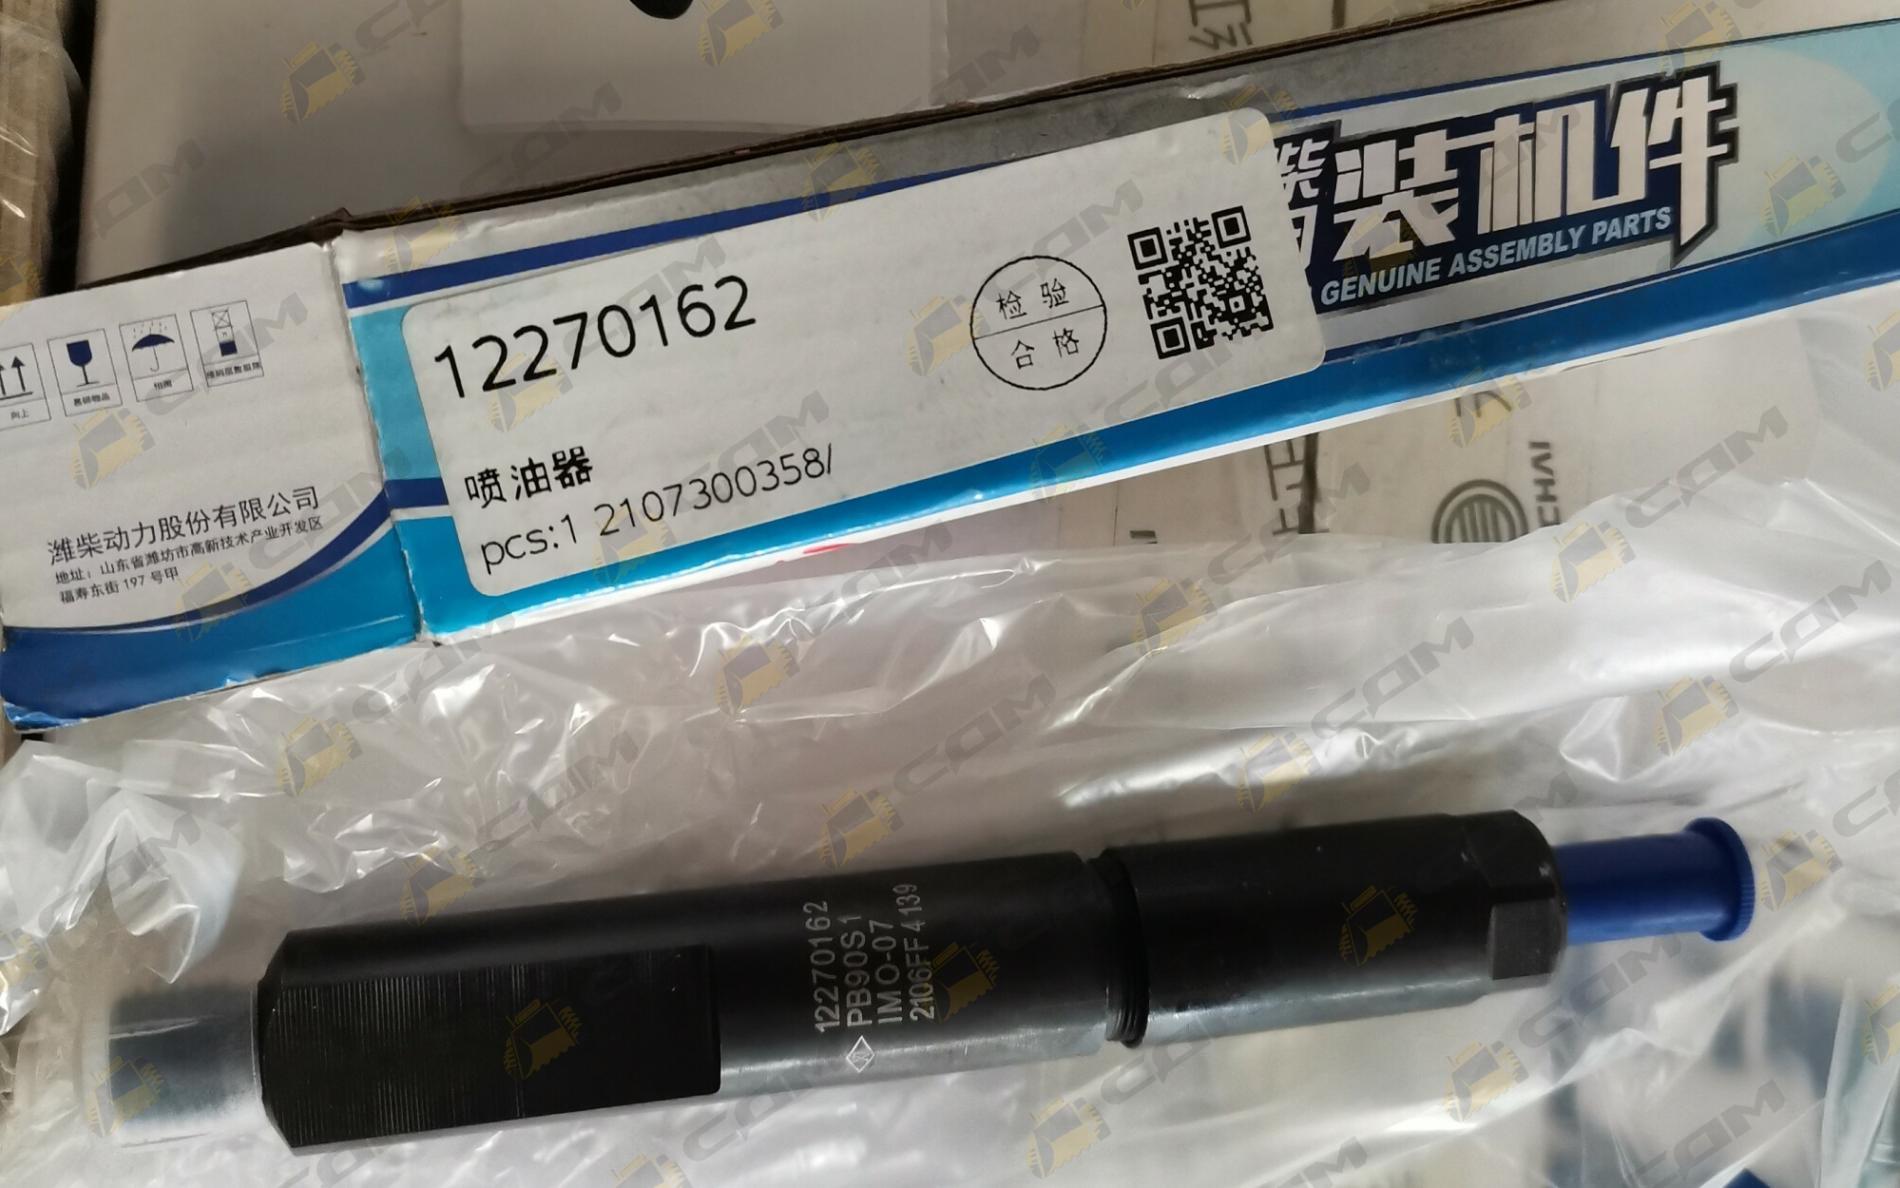 柴装机件
GENUINE ASSEMBLY PARTS
12270162
检验
合格
喷油器
pcs:1 2107300358/
向上
易碎物品
怕雨
潍柴动力股份有限公司
地址：山东省潍坊市高新技术产业开发区
福寿东街 197 号甲
CHAI
12270162
PB90S1
IMO-07
2106FF4139
iCOM